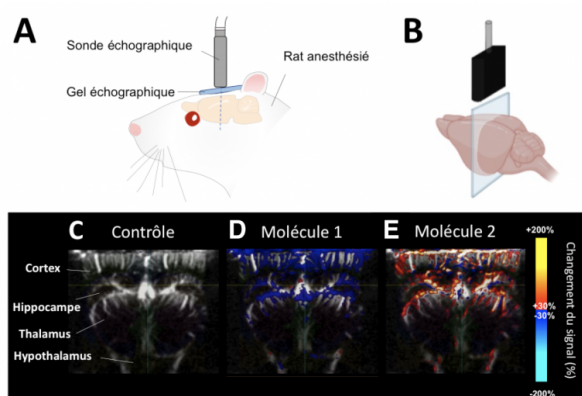 A
B
Sonde échographique
Rat anesthésié
Gel échographique
C Contrôle
D Molécule 1
E Molécule 2
Cortex
Hippocampe
Thalamus
Hypothalamus
+200%
+30%
-30%
-200%
Changement du signal (%)